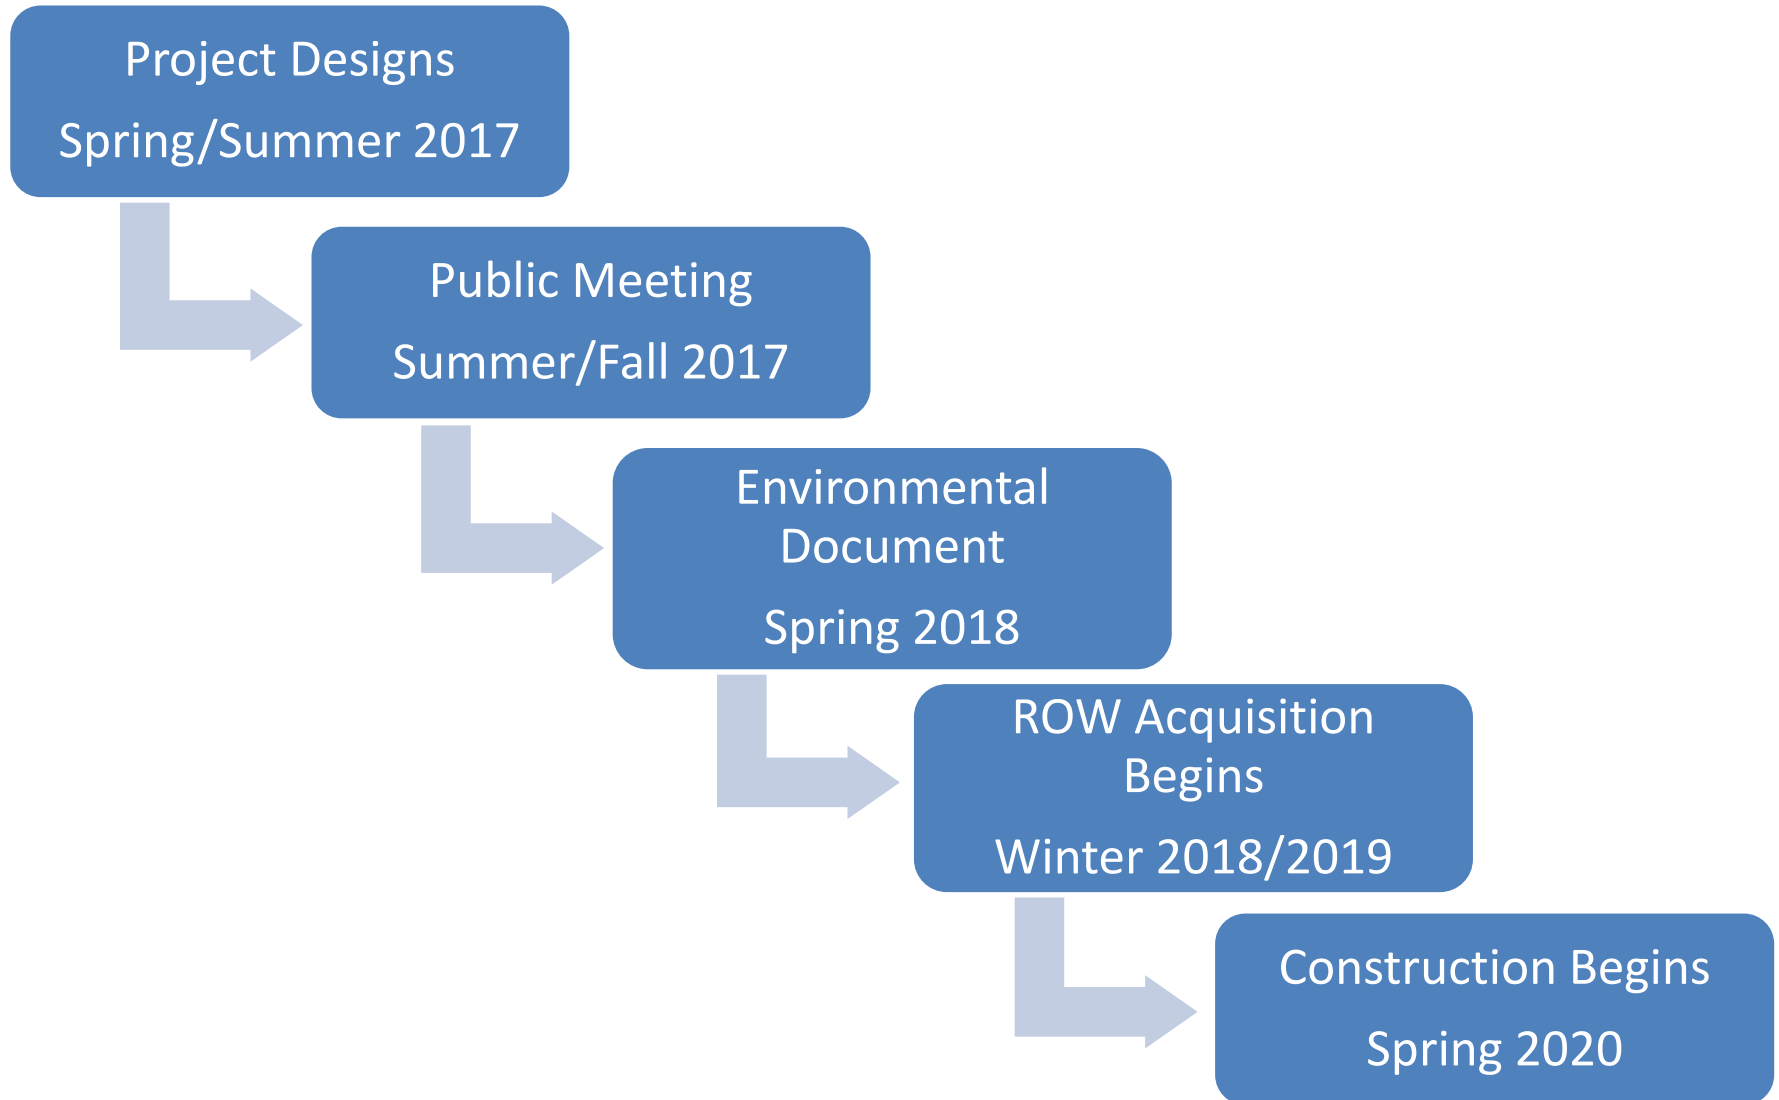 Project Designs
Spring/Summer 2017
Public Meeting
Summer/Fall 2017
Environmental
Document
Spring 2018
ROW Acquisition
Begins
Winter 2018/2019
Construction Begins
Spring 2020